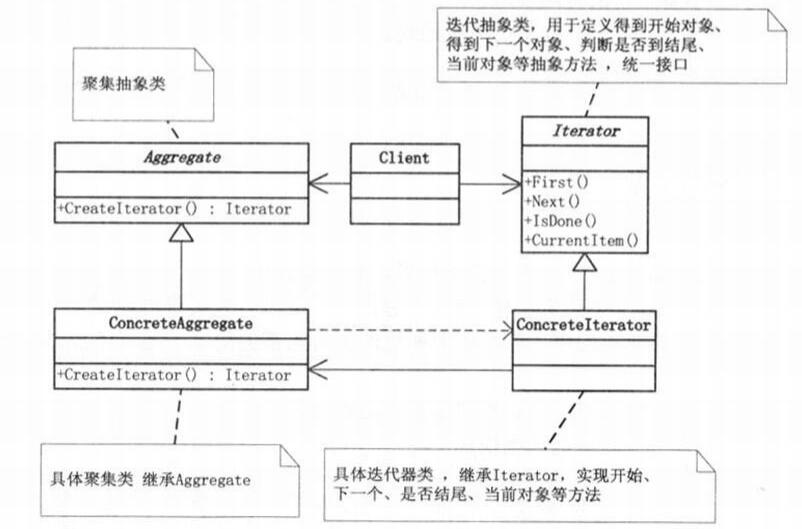 迭代抽象类，用于定义得到开始对象、
得到下一个对象、判断是否到结尾、
当前对象等抽象方法 ，统一接口
聚集抽象类
Aggregate
+CreateIterator() : Iterator
Client
Iterator
+First()
+Next()
+IsDone()
+CurrentItem()
ConcreteAggregate
+CreateIterator() : Iterator
ConcreteIterator
具体聚集类 继承Aggregate
具体迭代器类 ，继承Iterator，实现开始、
下一个、是否结尾、当前对象等方法